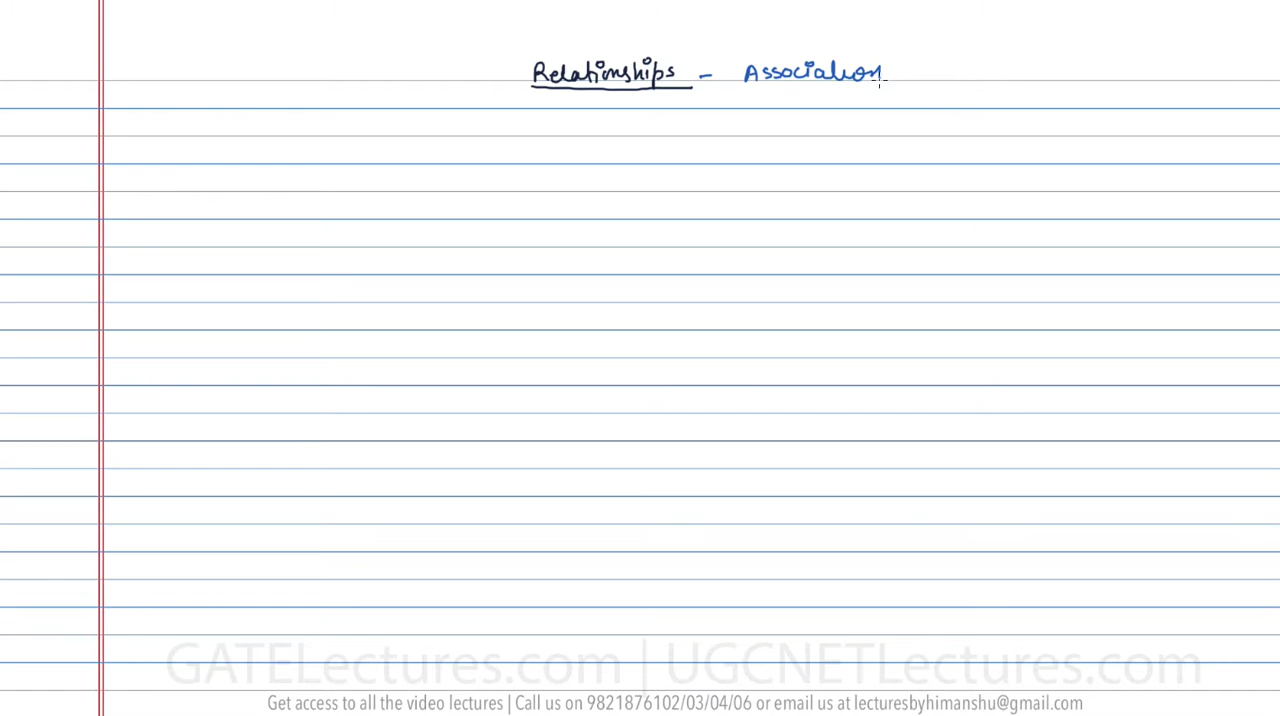 Relationships - Association
GATELectures.com | UGCNETLectures.com
Get access to all the video lectures | Call us on 9821876102/03/04/06 or email us at lecturesbyhimanshu@gmail.com